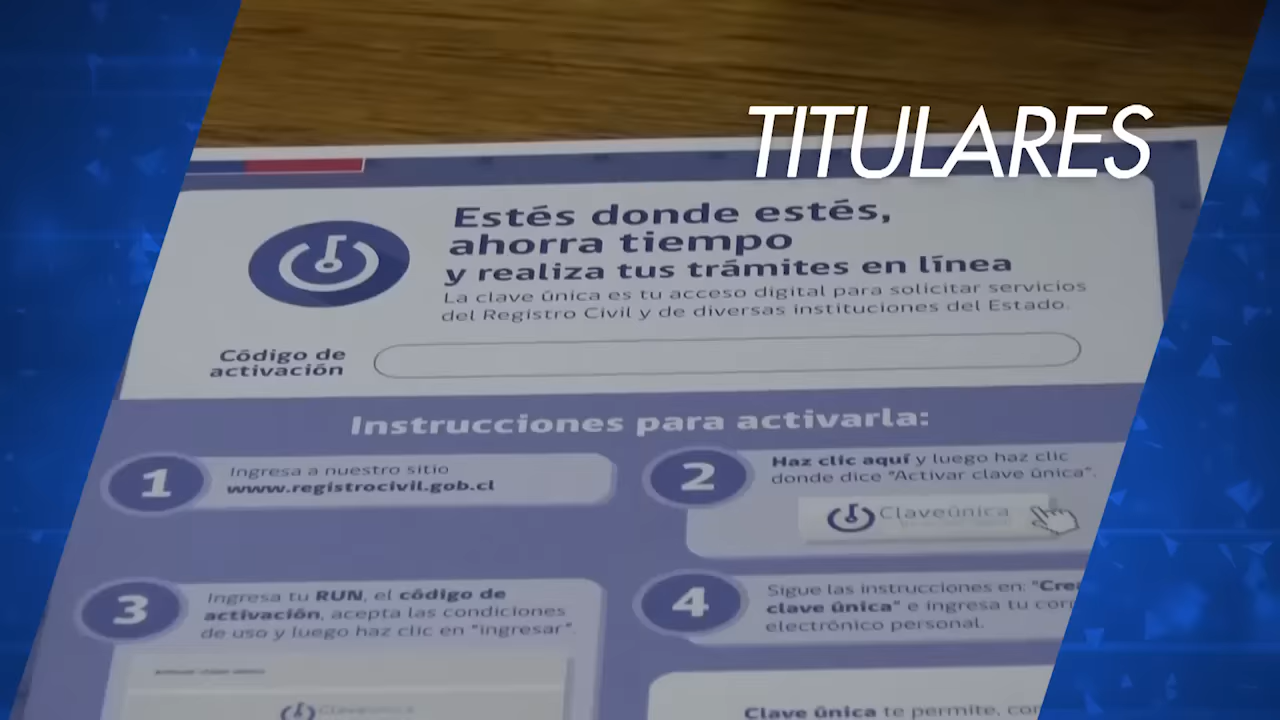 TITULARES
Estés donde estés,
ahorra tiempo
y realiza tus trámites en línea
La clave única es tu acceso digital para solicitar servicios
del Registro Civil y de diversas instituciones del Estado.
Código de
activación
Instrucciones para activarla:
1
Ingresa a nuestro sitio
www.registrocivil.gob.cl
2
Haz clic aquí y luego haz clic
donde dice "Activar clave única".
Claveúnica
3
Ingresa tu RUN, el código de
activación, acepta las condiciones
de uso y luego haz clic en "ingresar".
4
Sigue las instrucciones en: "Crea
clave única" e ingresa tu
electrónico personal.
Claveúnica
Clave única te permite,